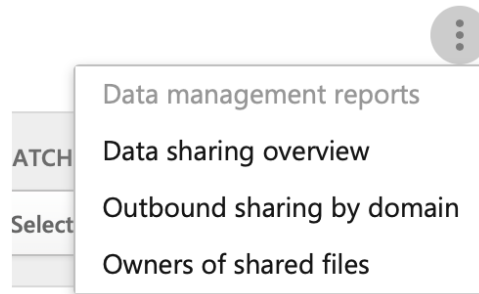 Data management reports
ATCH
Data sharing overview
Select
Outbound sharing by domain
Owners of shared files